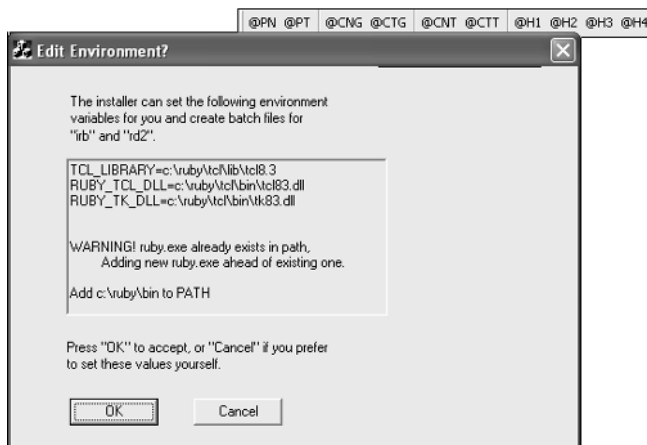 @PN @PT @CNG @CTG @CNT @CTT @H1 @H2 @H3 @H4
Edit Environment?
The installer can set the following environment
variables for you and create batch files for
"irb" and "rd2".
TCL_LIBRARY=c:\ruby\tcl\lib\tcl8.3
RUBY_TCL_DLL=c:\ruby\tcl\bin\tcl83.dll
RUBY_TK_DLL=c:\ruby\tcl\bin\tk83.dll
WARNING! ruby.exe already exists in path,
Adding new ruby.exe ahead of existing one.
Add c:\ruby\bin to PATH
Press "OK" to accept, or "Cancel" if you prefer
to set these values yourself.
OK Cancel